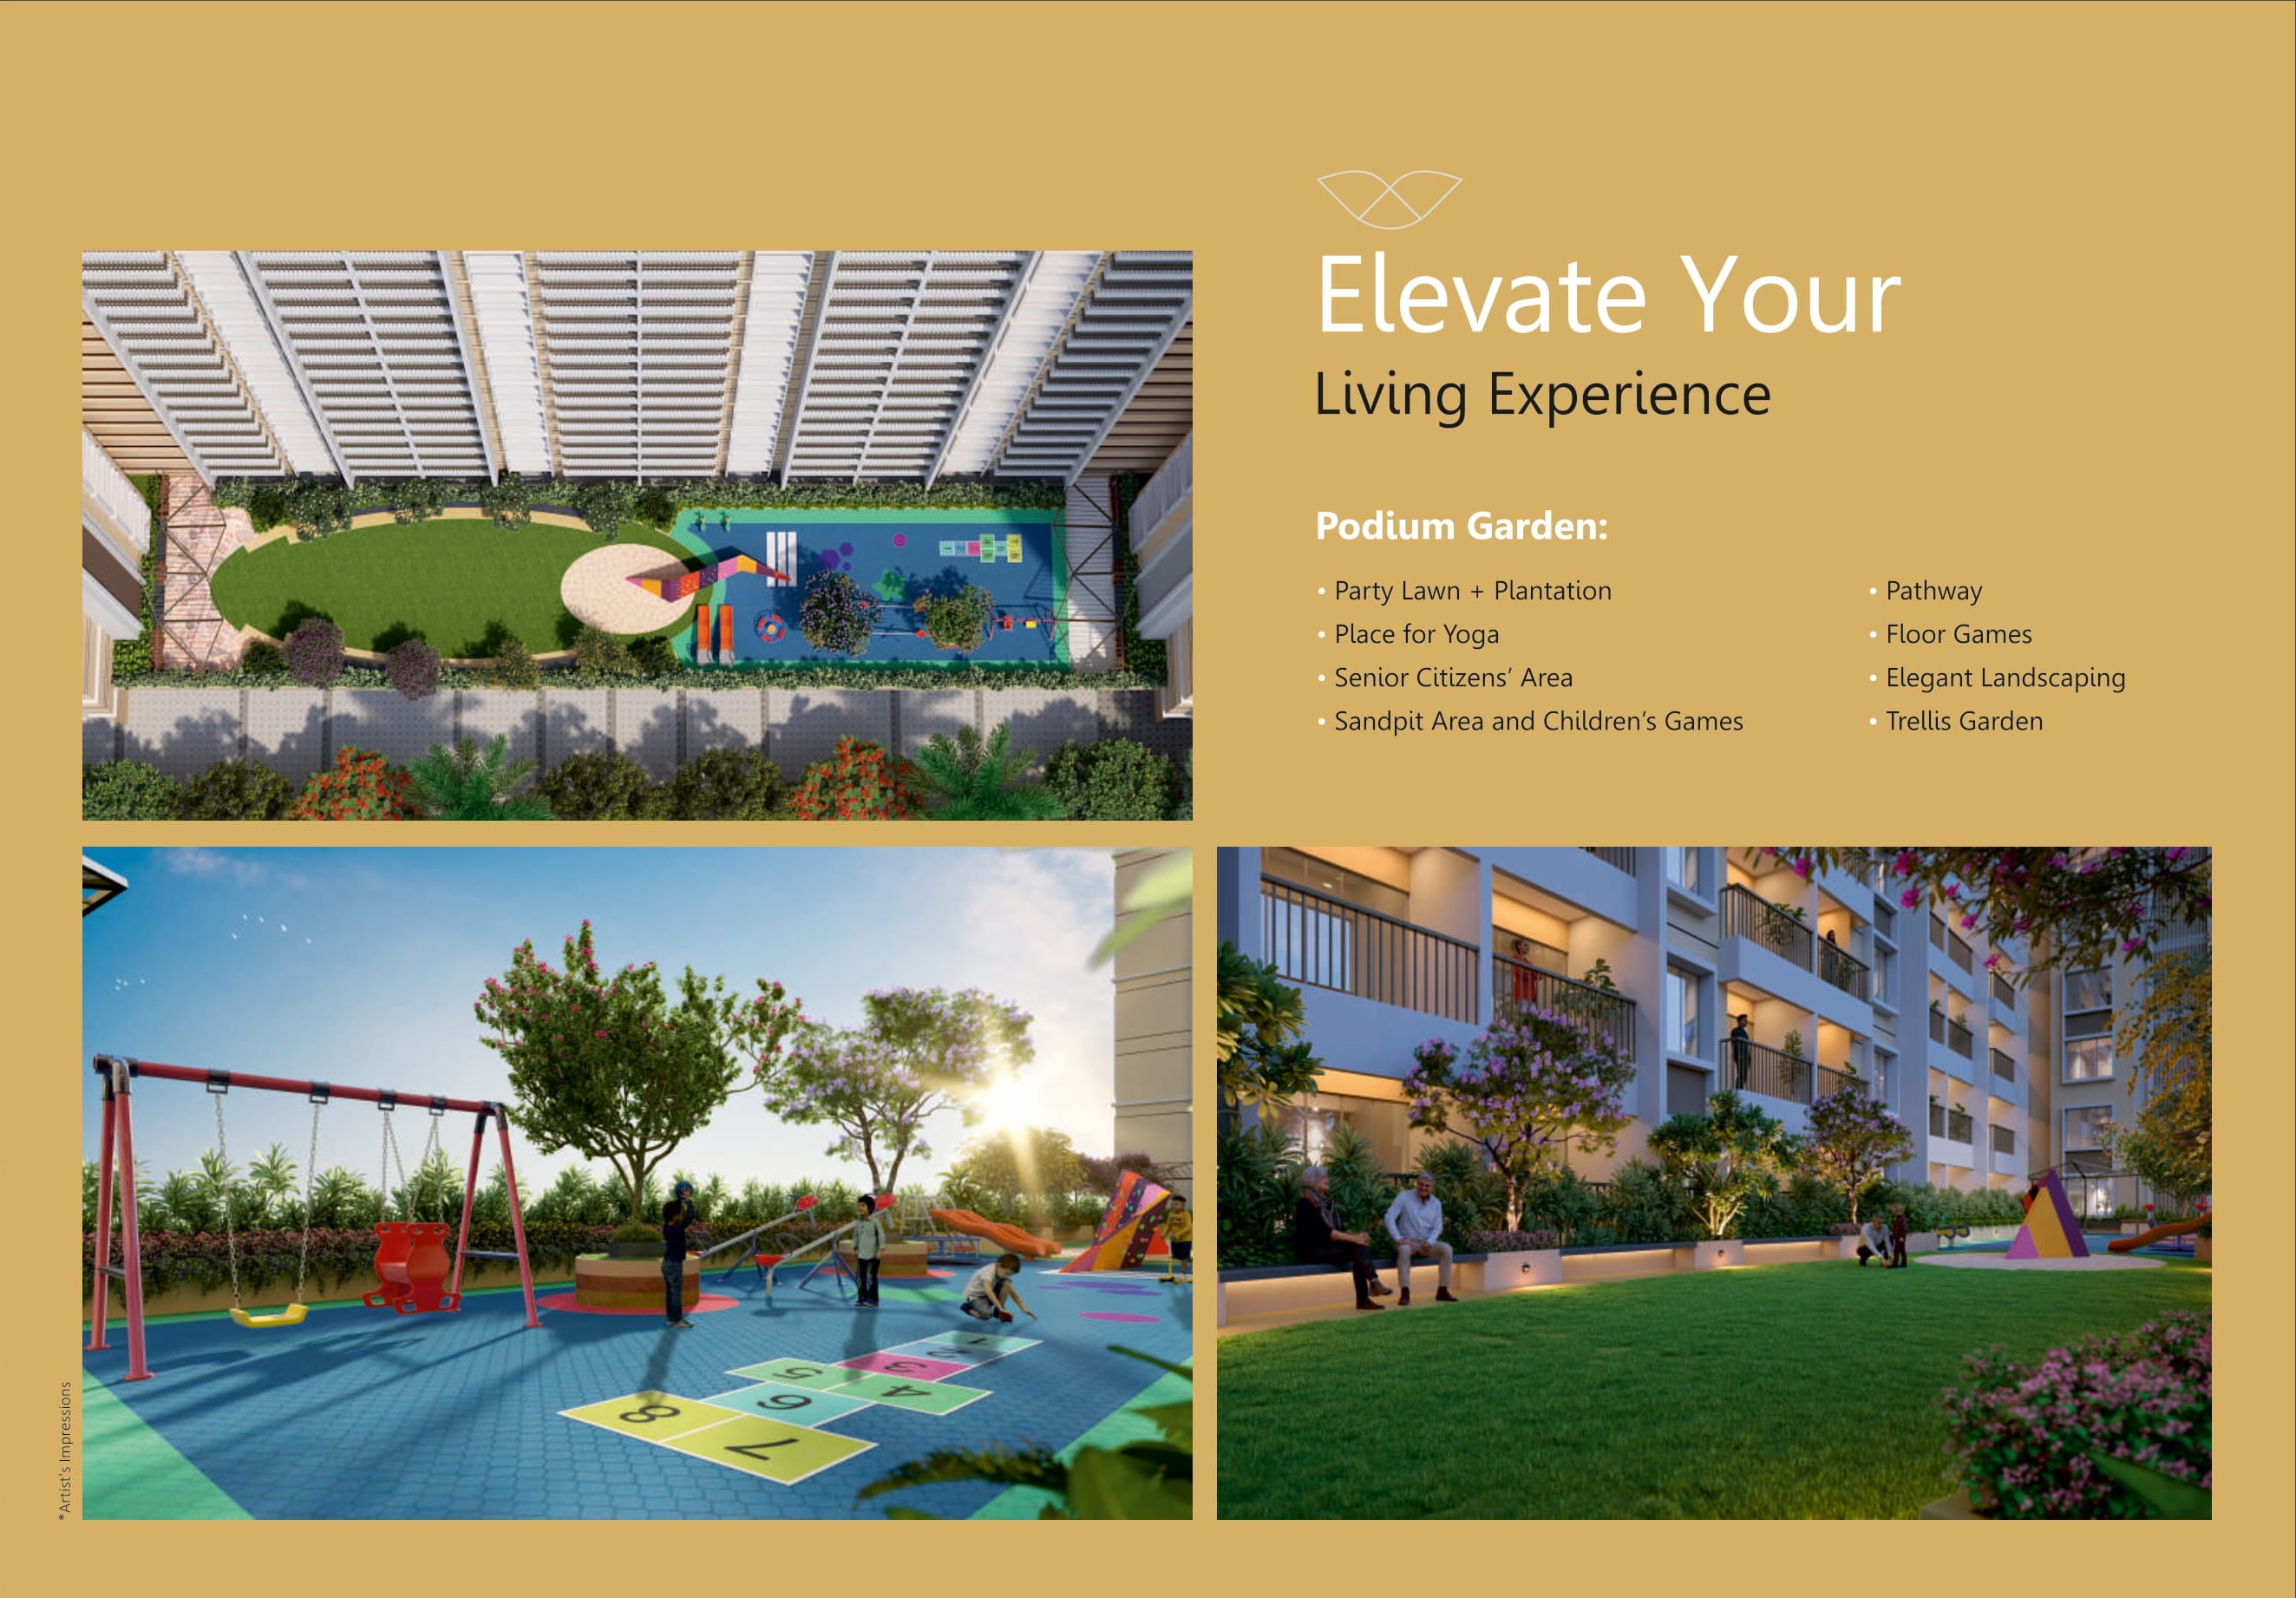 Elevate Your
Living Experience
Podium Garden:
• Party Lawn + Plantation
• Place for Yoga
• Senior Citizens’ Area
• Sandpit Area and Children’s Games
• Pathway
• Floor Games
• Elegant Landscaping
• Trellis Garden
*Artist's Impressions
1
2
3
4
5
6
7
8